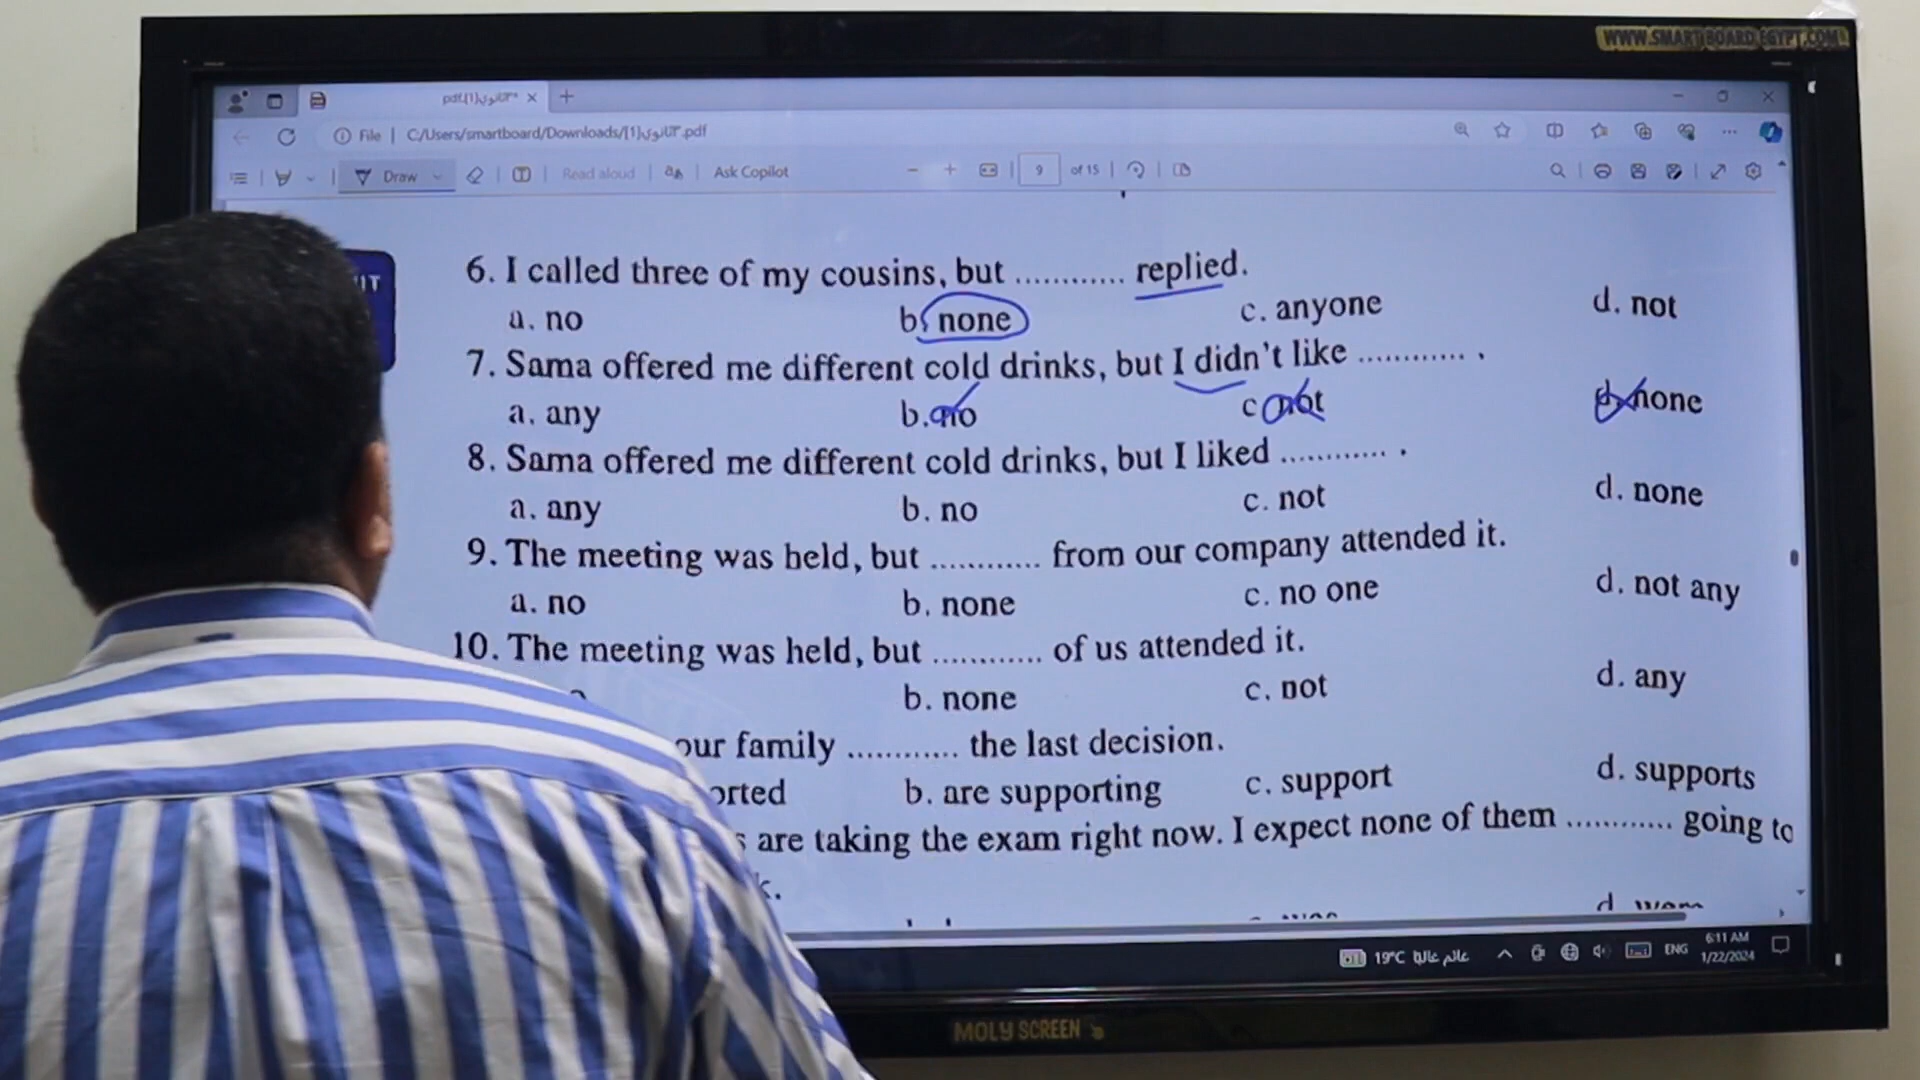 WWW.SMARTBOARDEGYPT.COM
File | C:/Users/smartboard/Downloads/
Draw Read aloud Ask Copilot 9 of 15
6. I called three of my cousins, but ............ replied.
a. no b. none c. anyone d. not
7. Sama offered me different cold drinks, but I didn't like ............ .
a. any b. no c. not d. none
8. Sama offered me different cold drinks, but I liked ............ .
a. any b. no c. not d. none
9. The meeting was held, but ............ from our company attended it.
a. no b. none c. no one d. not any
10. The meeting was held, but ............ of us attended it.
b. none c. not d. any
our family ............ the last decision.
orted b. are supporting c. support d. supports
s are taking the exam right now. I expect none of them ............ going to
k.
19°C غائم غالبا ENG 6:11 AM
1/22/2024
MOLY SCREEN